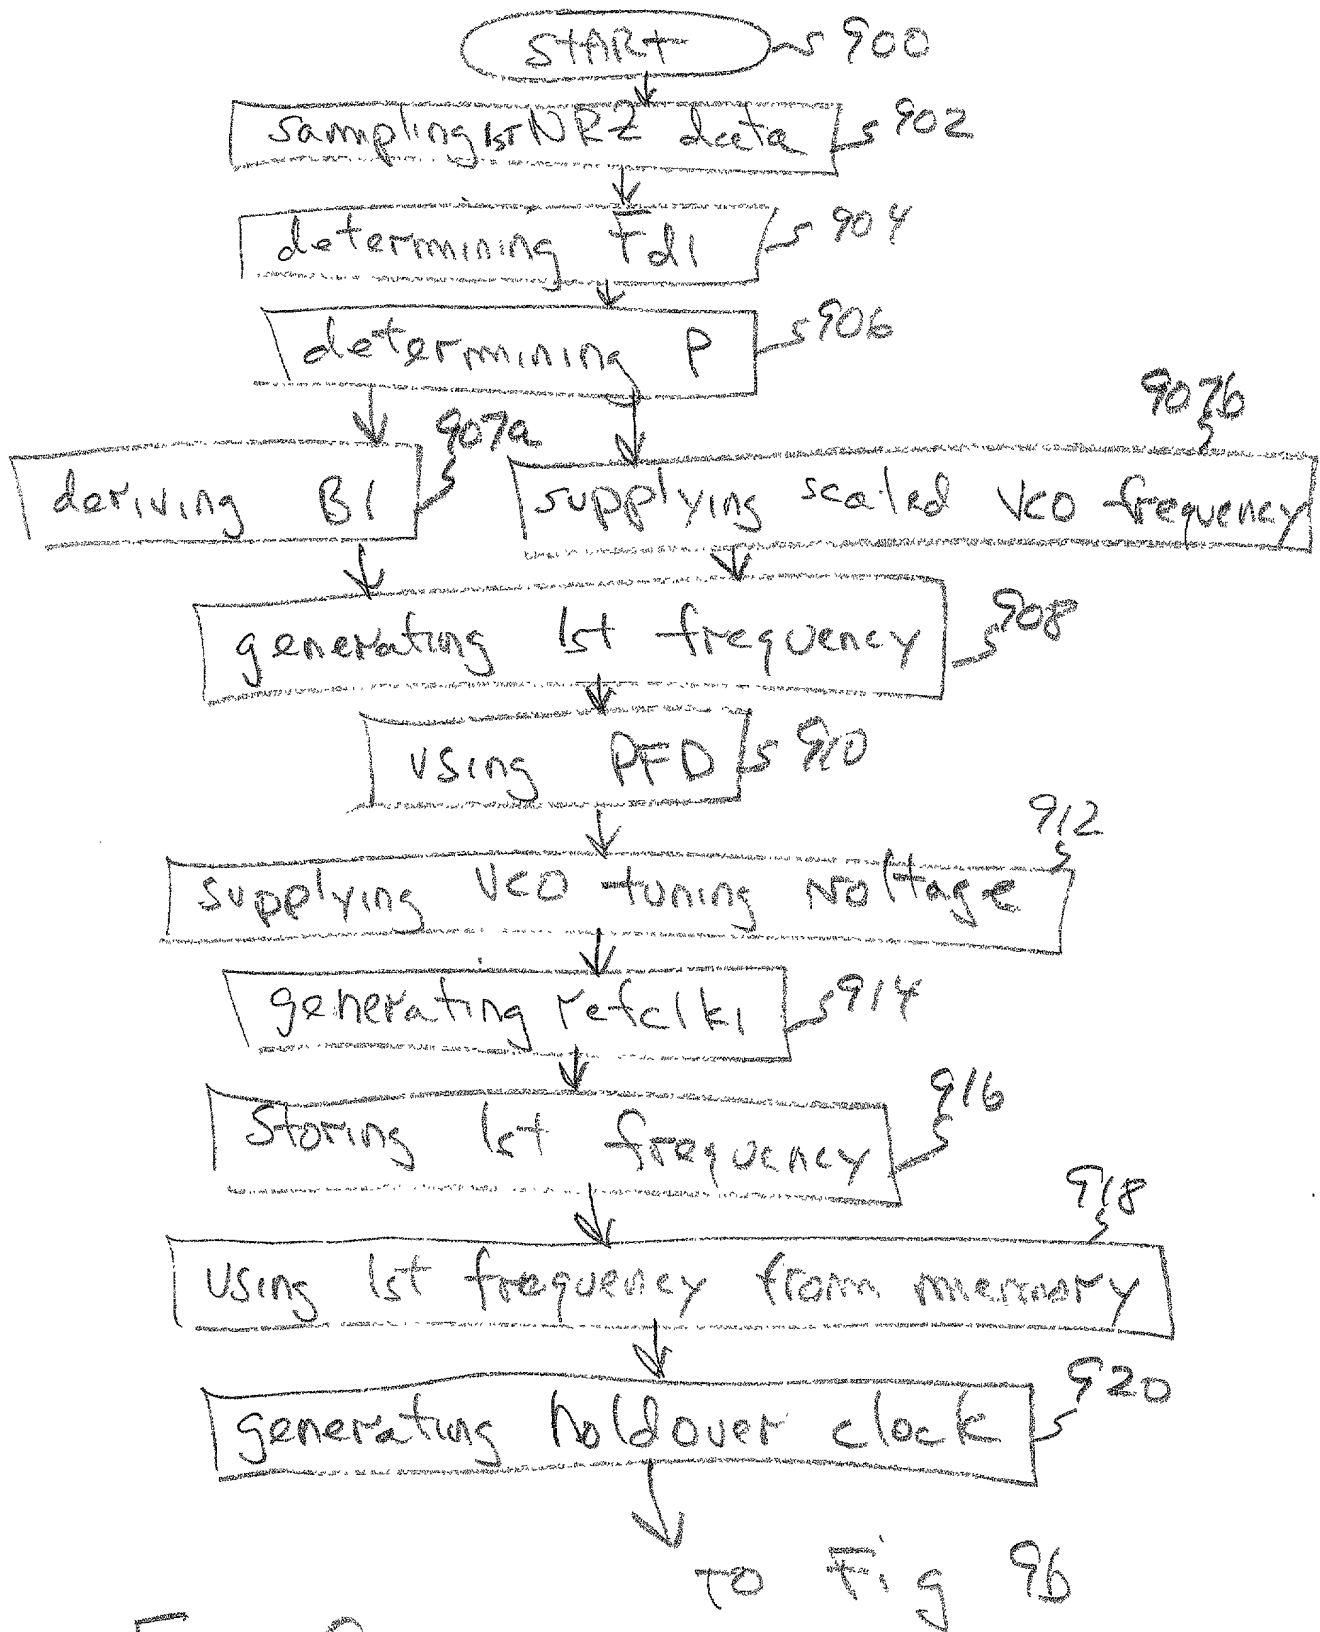 START 900
sampling 1ST NRZ data 902
determining Fd1 904
determining P 906
907a 907b
deriving B1 supplying scaled VCO frequency
generating 1st frequency 908
using PFD 910
912
supplying VCO tuning voltage
generating refclk1 914
916
Storing 1st frequency
918
using 1st frequency from memory
920
generating holdover clock
TO Fig 9b